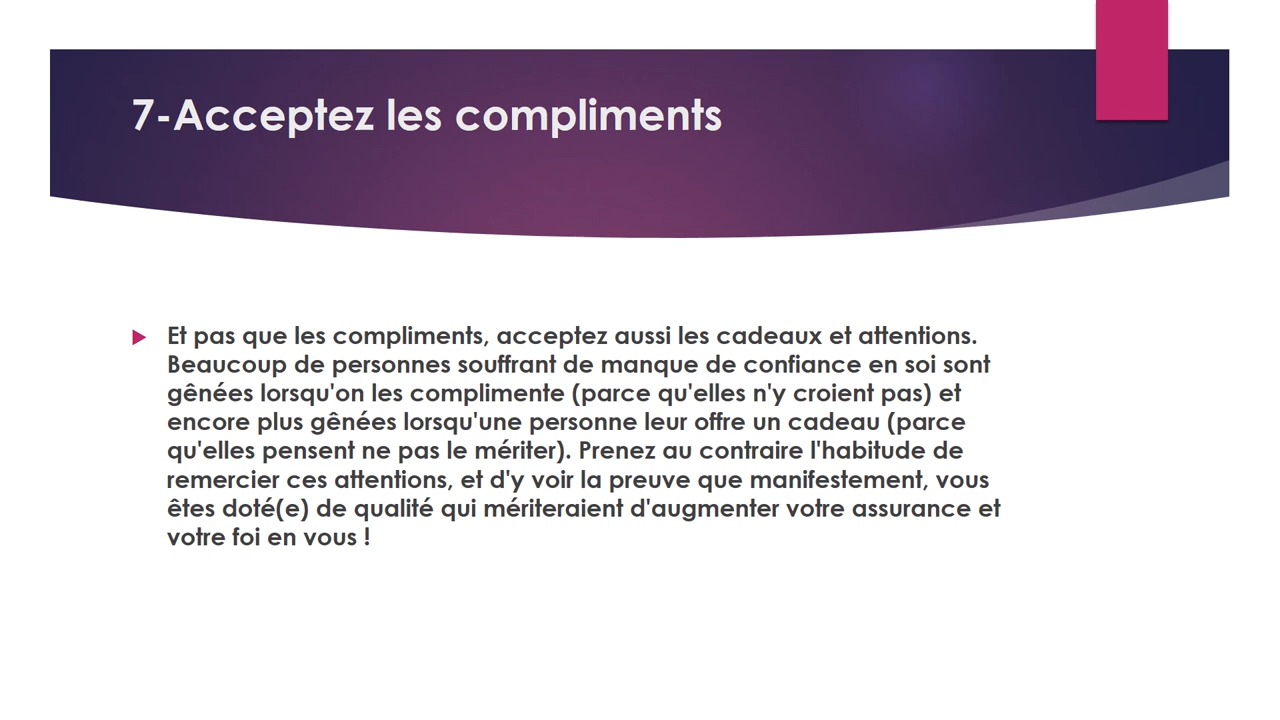 7-Acceptez les compliments
Et pas que les compliments, acceptez aussi les cadeaux et attentions.
Beaucoup de personnes souffrant de manque de confiance en soi sont
gênées lorsqu'on les complimente (parce qu'elles n'y croient pas) et
encore plus gênées lorsqu'une personne leur offre un cadeau (parce
qu'elles pensent ne pas le mériter). Prenez au contraire l'habitude de
remercier ces attentions, et d'y voir la preuve que manifestement, vous
êtes doté(e) de qualité qui mériteraient d'augmenter votre assurance et
votre foi en vous !